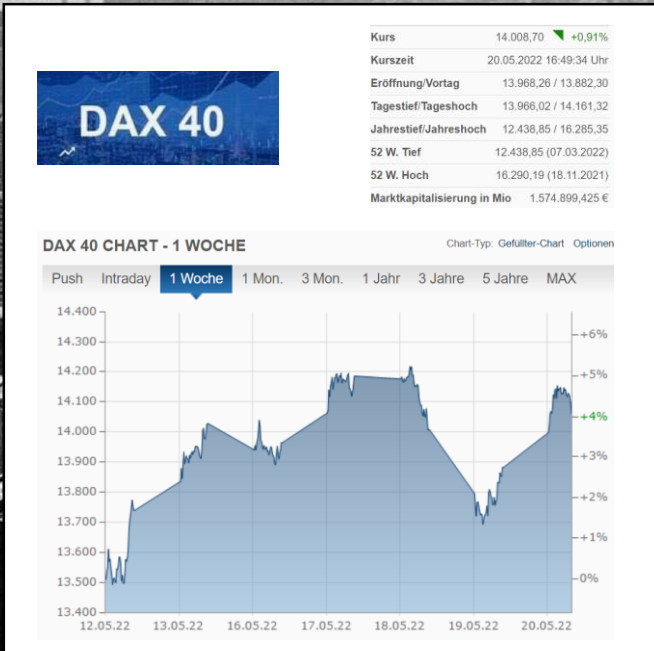 Kurs 14.008,70 +0,91%
Kurszeit 20.05.2022 16:49:34 Uhr
Eröffnung/Vortag 13.968,26 / 13.882,30
Tagestief/Tageshoch 13.966,02 / 14.161,32
Jahrestief/Jahreshoch 12.438,85 / 16.285,35
52 W. Tief 12.438,85 (07.03.2022)
52 W. Hoch 16.290,19 (18.11.2021)
Marktkapitalisierung in Mio 1.574.899,425 €
DAX 40
DAX 40 CHART - 1 WOCHE
Chart-Typ: Gefüllter-Chart Optionen
Push Intraday 1 Woche 1 Mon. 3 Mon. 1 Jahr 3 Jahre 5 Jahre MAX
14.400
14.300
14.200
14.100
14.000
13.900
13.800
13.700
13.600
13.500
13.400
+6%
+5%
+4%
+3%
+2%
+1%
0%
12.05.22 13.05.22 16.05.22 17.05.22 18.05.22 19.05.22 20.05.22